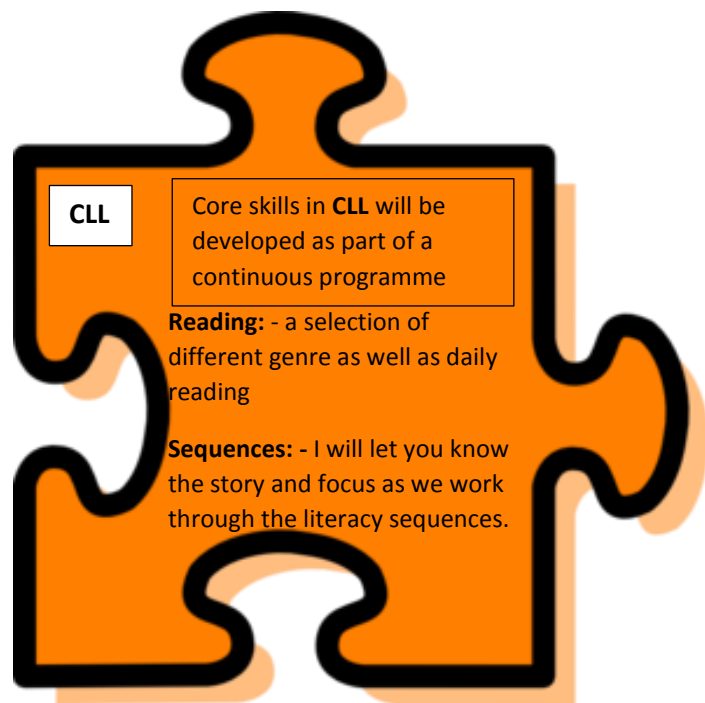 CLL
Core skills in CLL will be
developed as part of a
continuous programme
Reading: - a selection of
different genre as well as daily
reading
Sequences: - I will let you know
the story and focus as we work
through the literacy sequences.